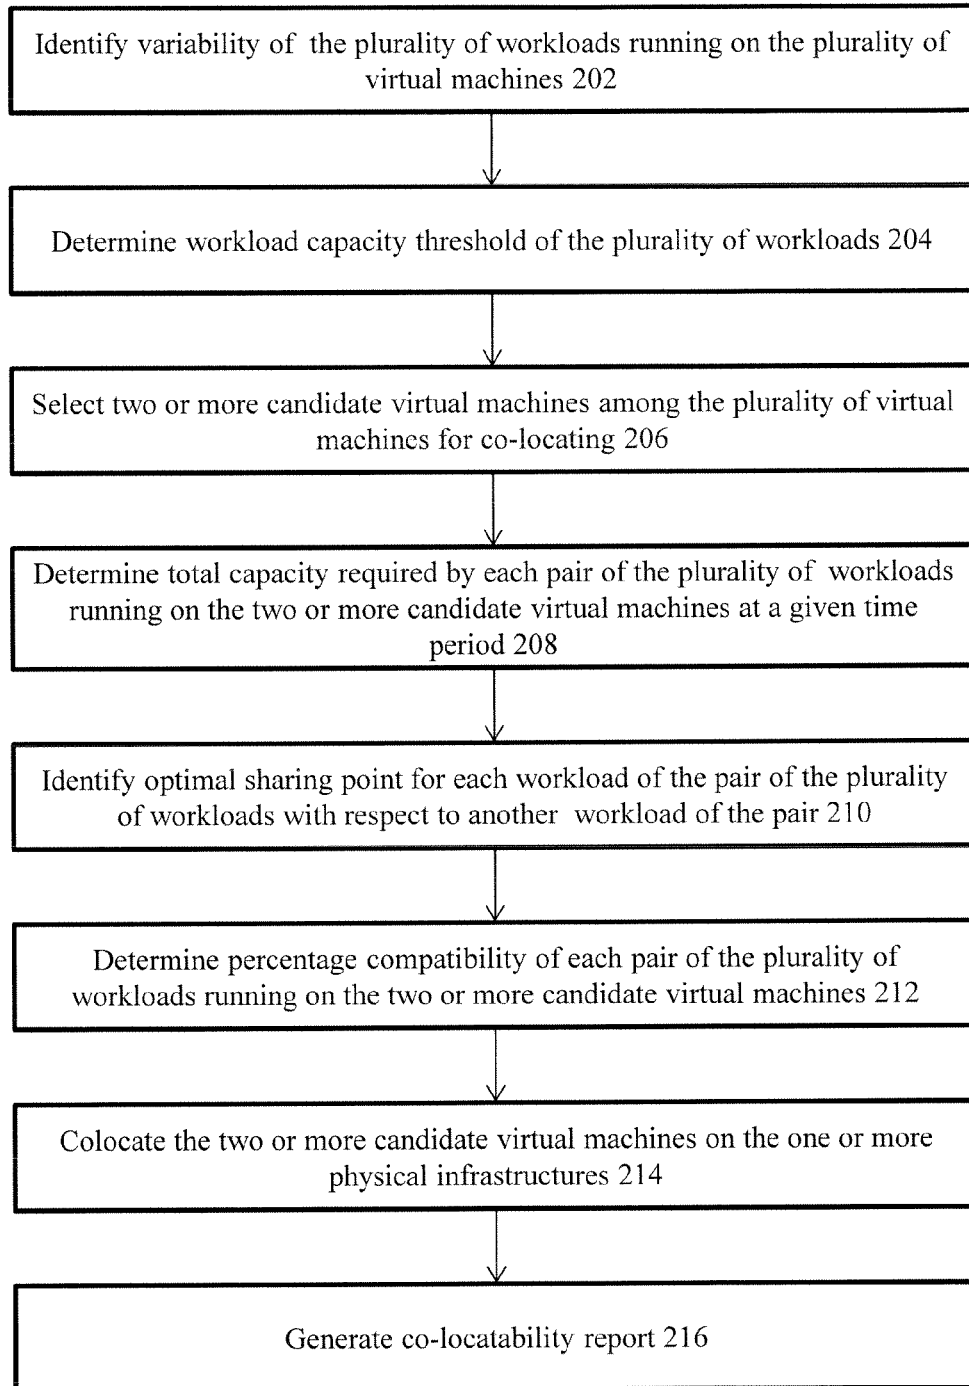 Identify variability of the plurality of workloads running on the plurality of
virtual machines 202
Determine workload capacity threshold of the plurality of workloads 204
Select two or more candidate virtual machines among the plurality of virtual
machines for co-locating 206
Determine total capacity required by each pair of the plurality of workloads
running on the two or more candidate virtual machines at a given time
period 208
Identify optimal sharing point for each workload of the pair of the plurality
of workloads with respect to another workload of the pair 210
Determine percentage compatibility of each pair of the plurality of
workloads running on the two or more candidate virtual machines 212
Colocate the two or more candidate virtual machines on the one or more
physical infrastructures 214
Generate co-locatability report 216